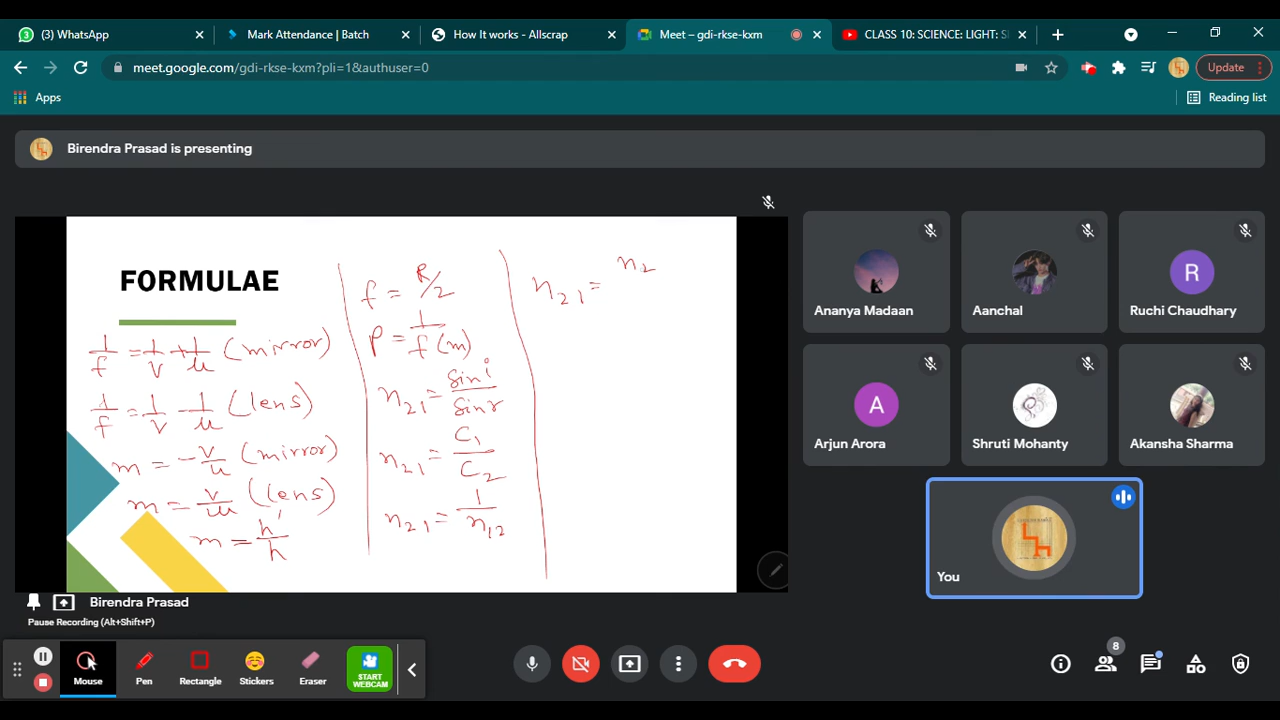 (3) WhatsApp
Mark Attendance | Batch
How It works - Allscrap
Meet – gdi-rkse-kxm
CLASS 10: SCIENCE: LIGHT: S
meet.google.com/gdi-rkse-kxm?pli=1&authuser=0
Update
Apps
Reading list
Birendra Prasad is presenting
FORMULAE
1/f = 1/v + 1/u (mirror)
1/f = 1/v - 1/u (lens)
m = -v/u (mirror)
m = v/u (lens)
m = h'/h
f = R/2
P = 1/f(m)
n21 = sin i/sin r
n21 = C1/C2
n21 = 1/n12
n21 = n2
Ananya Madaan
Aanchal
R
Ruchi Chaudhary
A
Arjun Arora
Shruti Mohanty
Akansha Sharma
You
Birendra Prasad
Pause Recording (Alt+Shift+P)
8
Mouse
Pen
Rectangle
Stickers
Eraser
START
WEBCAM